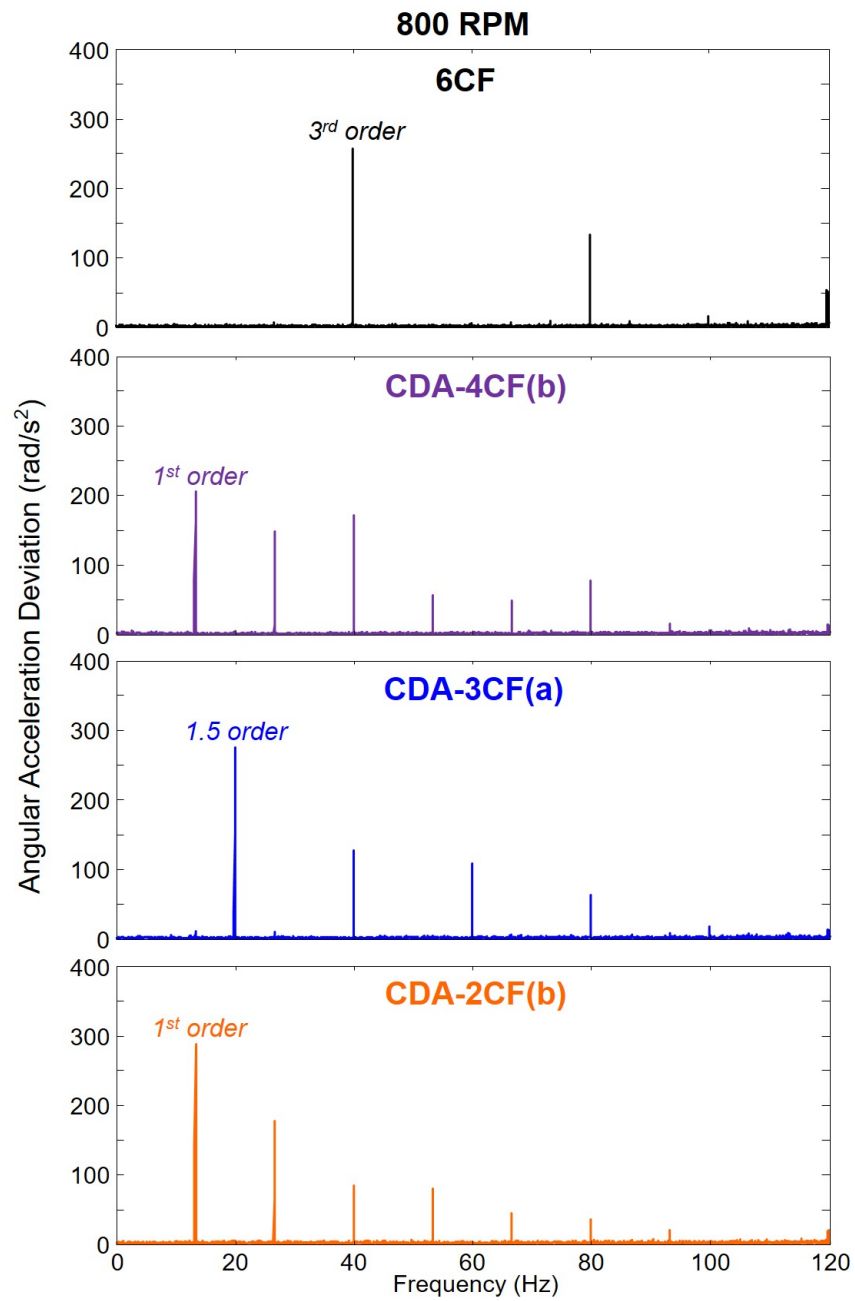 800 RPM
400
6CF
300
3rd order
200
100
0
400
CDA-4CF(b)
300
1st order
200
100
0
Angular Acceleration Deviation (rad/s2)
400
CDA-3CF(a)
300
1.5 order
200
100
0
400
CDA-2CF(b)
300
1st order
200
100
0
0 20 40 60 80 100 120
Frequency (Hz)